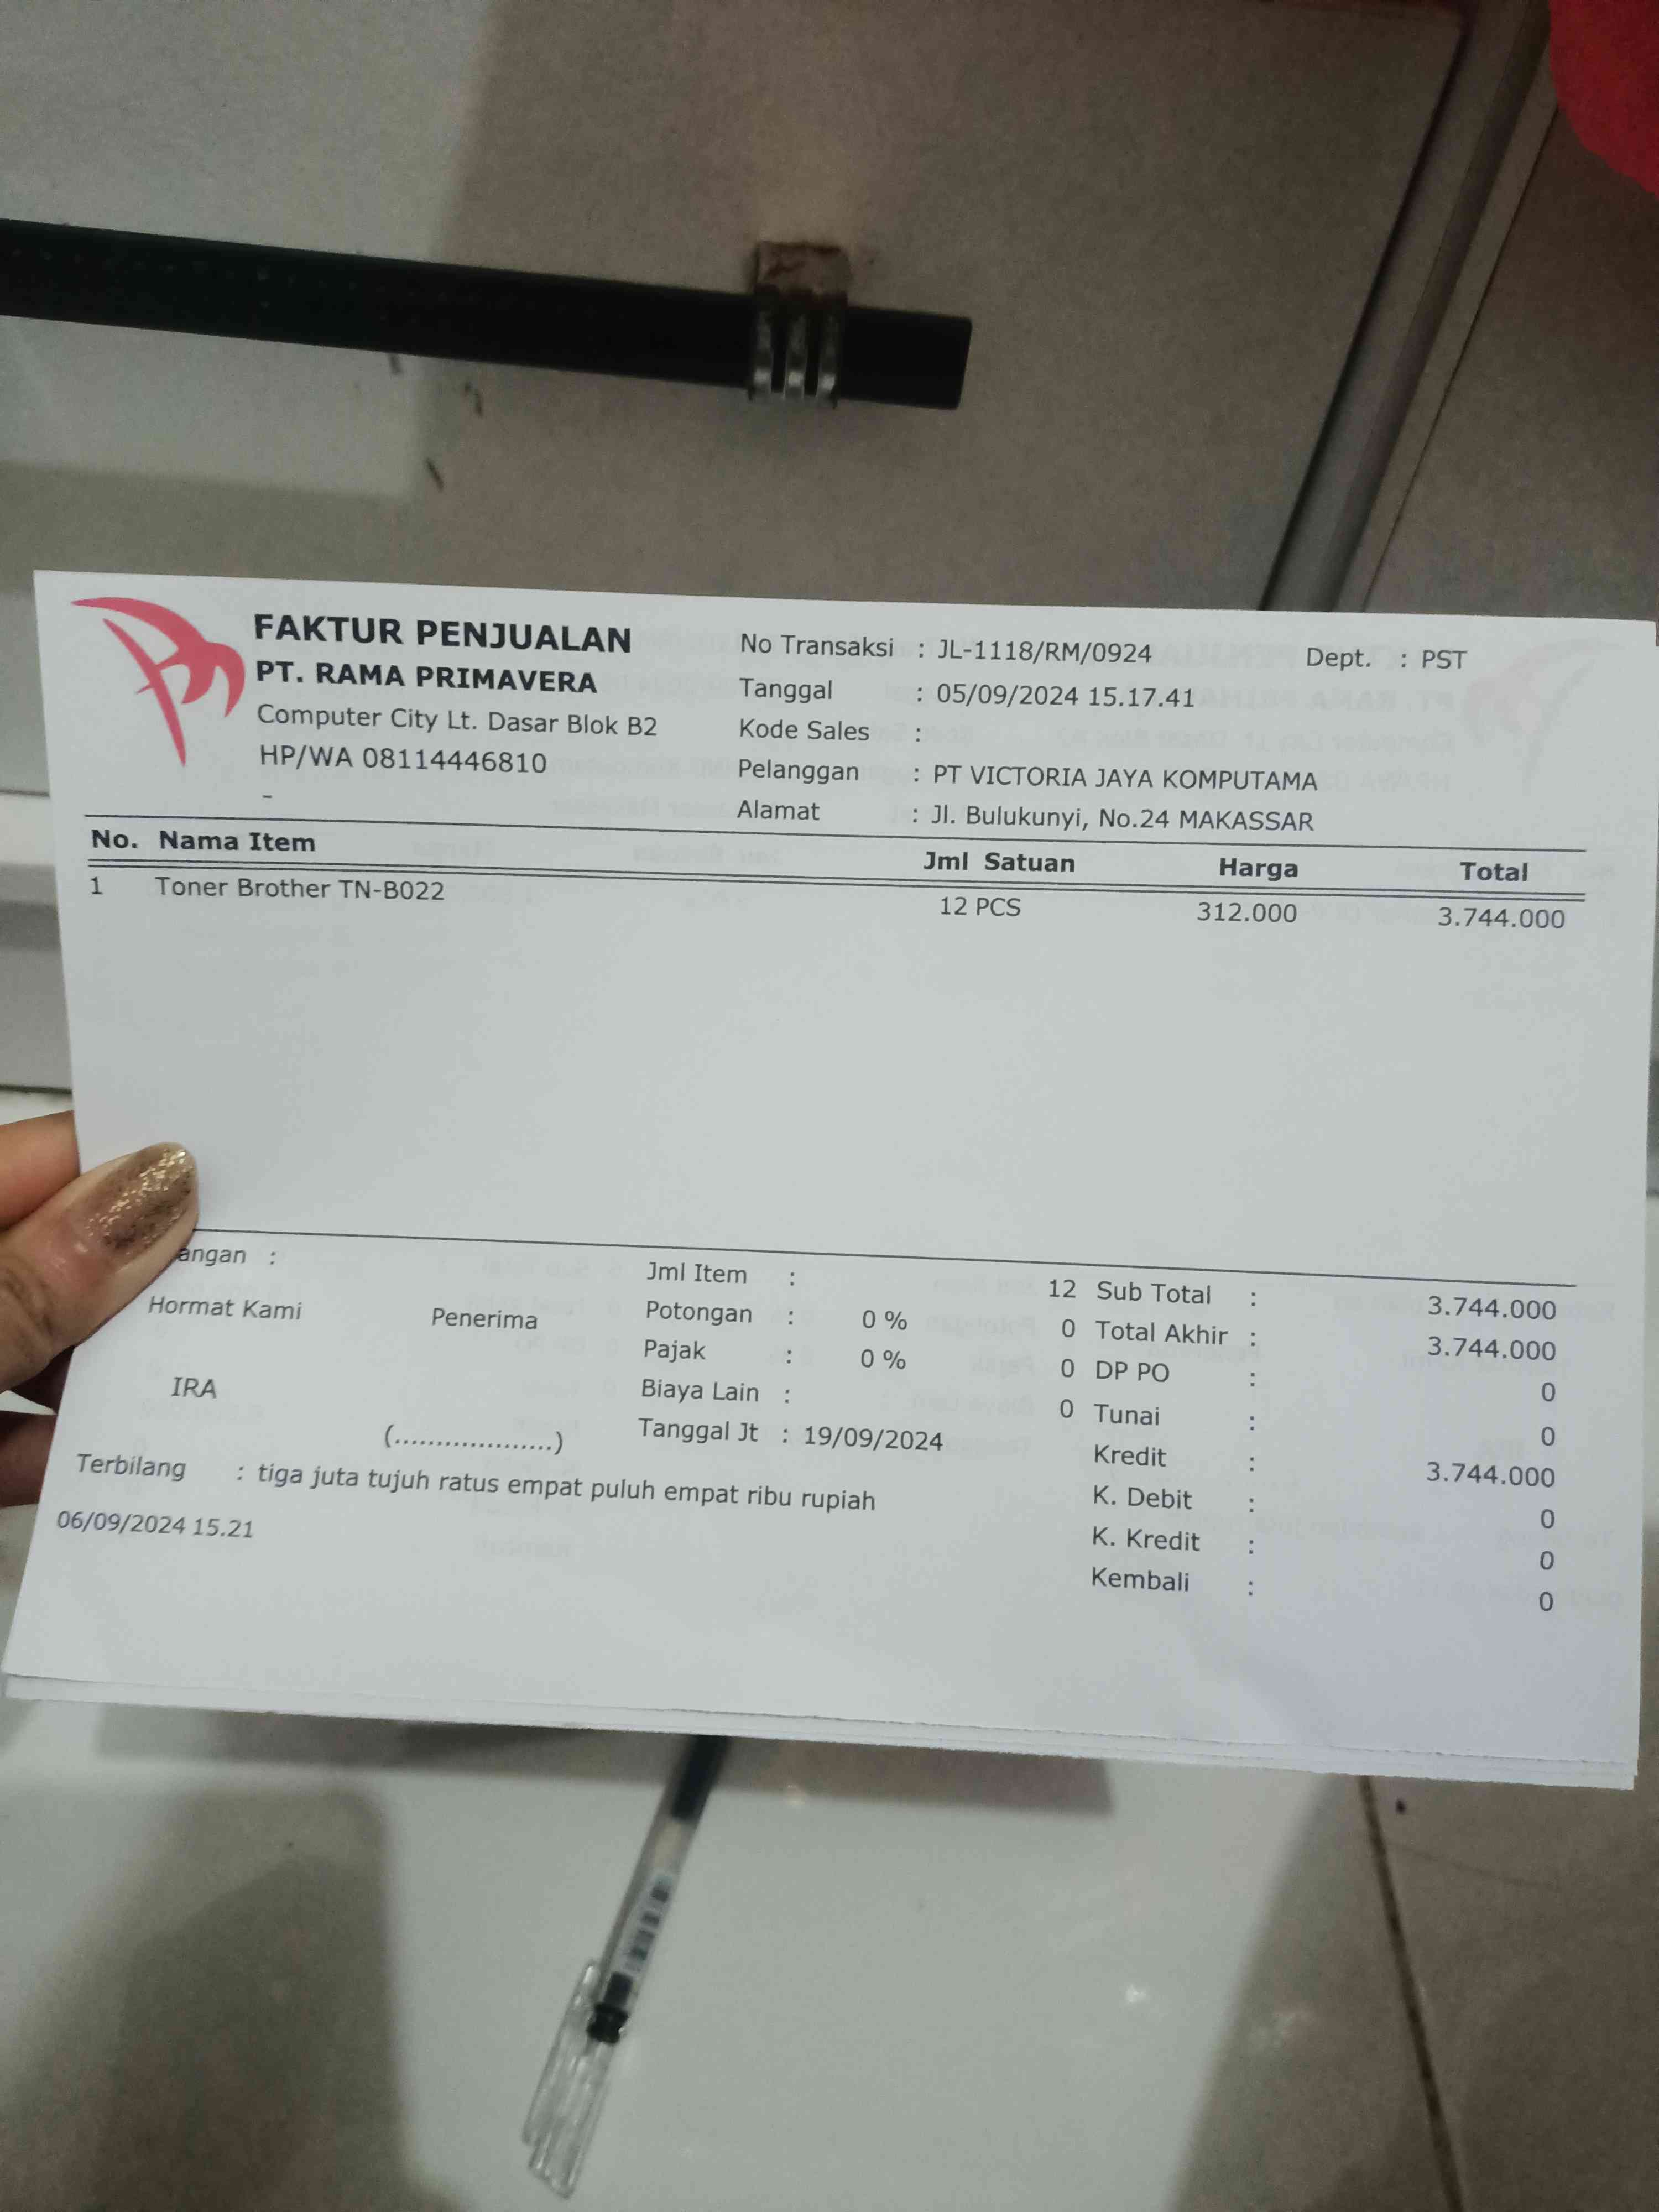 FAKTUR PENJUALAN
PT. RAMA PRIMAVERA
Computer City Lt. Dasar Blok B2
HP/WA 08114446810
-
No Transaksi : JL-1118/RM/0924 Dept. : PST
Tanggal : 05/09/2024 15.17.41
Kode Sales :
Pelanggan : PT VICTORIA JAYA KOMPUTAMA
Alamat : Jl. Bulukunyi, No.24 MAKASSAR
No. Nama Item Jml Satuan Harga Total
1 Toner Brother TN-B022 12 PCS 312.000 3.744.000
angan :
Hormat Kami Penerima
IRA
(...................)
Jml Item : 12
Potongan : 0 % 0
Pajak : 0 % 0
Biaya Lain : 0
Tanggal Jt : 19/09/2024
Sub Total : 3.744.000
Total Akhir : 3.744.000
DP PO : 0
Tunai : 0
Kredit : 3.744.000
K. Debit : 0
K. Kredit : 0
Kembali : 0
Terbilang : tiga juta tujuh ratus empat puluh empat ribu rupiah
06/09/2024 15.21